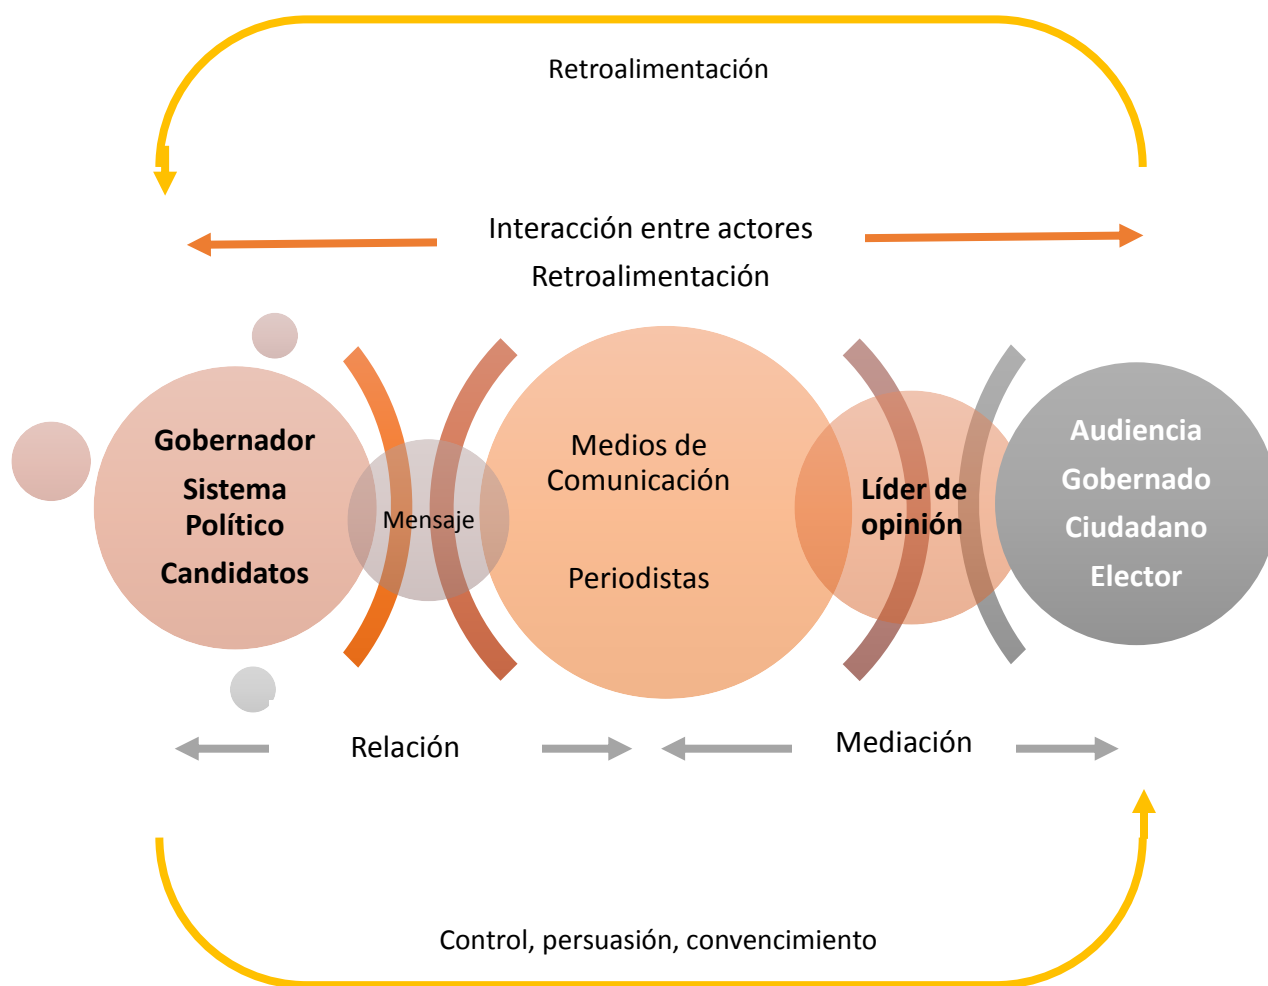 Retroalimentación
Interacción entre actores
Retroalimentación
Gobernador
Sistema
Político
Candidatos
Mensaje
Medios de
Comunicación
Periodistas
Líder de
opinión
Audiencia
Gobernado
Ciudadano
Elector
Relación
Mediación
Control, persuasión, convencimiento